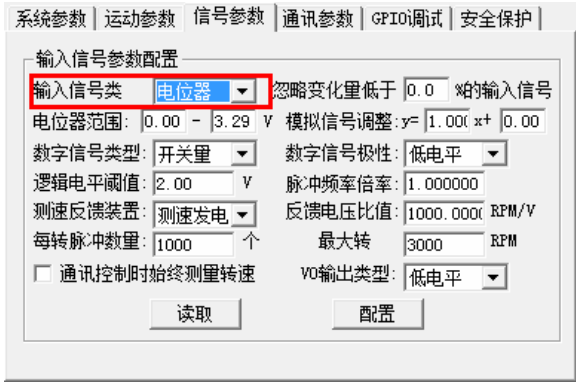 系统参数 运动参数 信号参数 通讯参数 GPIO调试 安全保护
输入信号参数配置
输入信号类 电位器 忽略变化量低于 0.0 %的输入信号
电位器范围: 0.00 - 3.29 V 模拟信号调整:y= 1.00( x+ 0.00
数字信号类型: 开关量 数字信号极性: 低电平
逻辑电平阈值: 2.00 V 脉冲频率倍率: 1.000000
测速反馈装置: 测速发电 反馈电压比值: 1000.000( RPM/V
每转脉冲数量: 1000 个 最大转 3000 RPM
通讯控制时始终测量转速 VO输出类型: 低电平
读取 配置